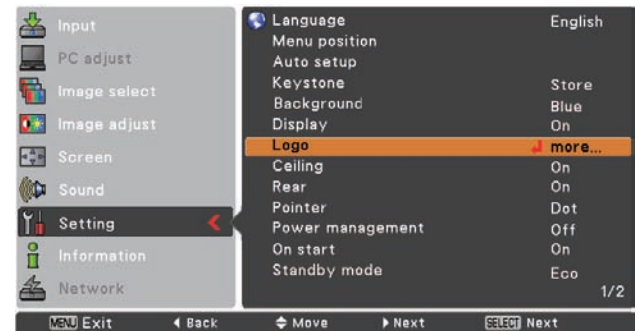 Input
PC adjust
Image select
Image adjust
Screen
Sound
Setting
Information
Network
Language English
Menu position
Auto setup
Keystone Store
Background Blue
Display On
Logo more...
Ceiling On
Rear On
Pointer Dot
Power management Off
On start On
Standby mode Eco
1/2
MENU Exit Back Move Next SELECT Next